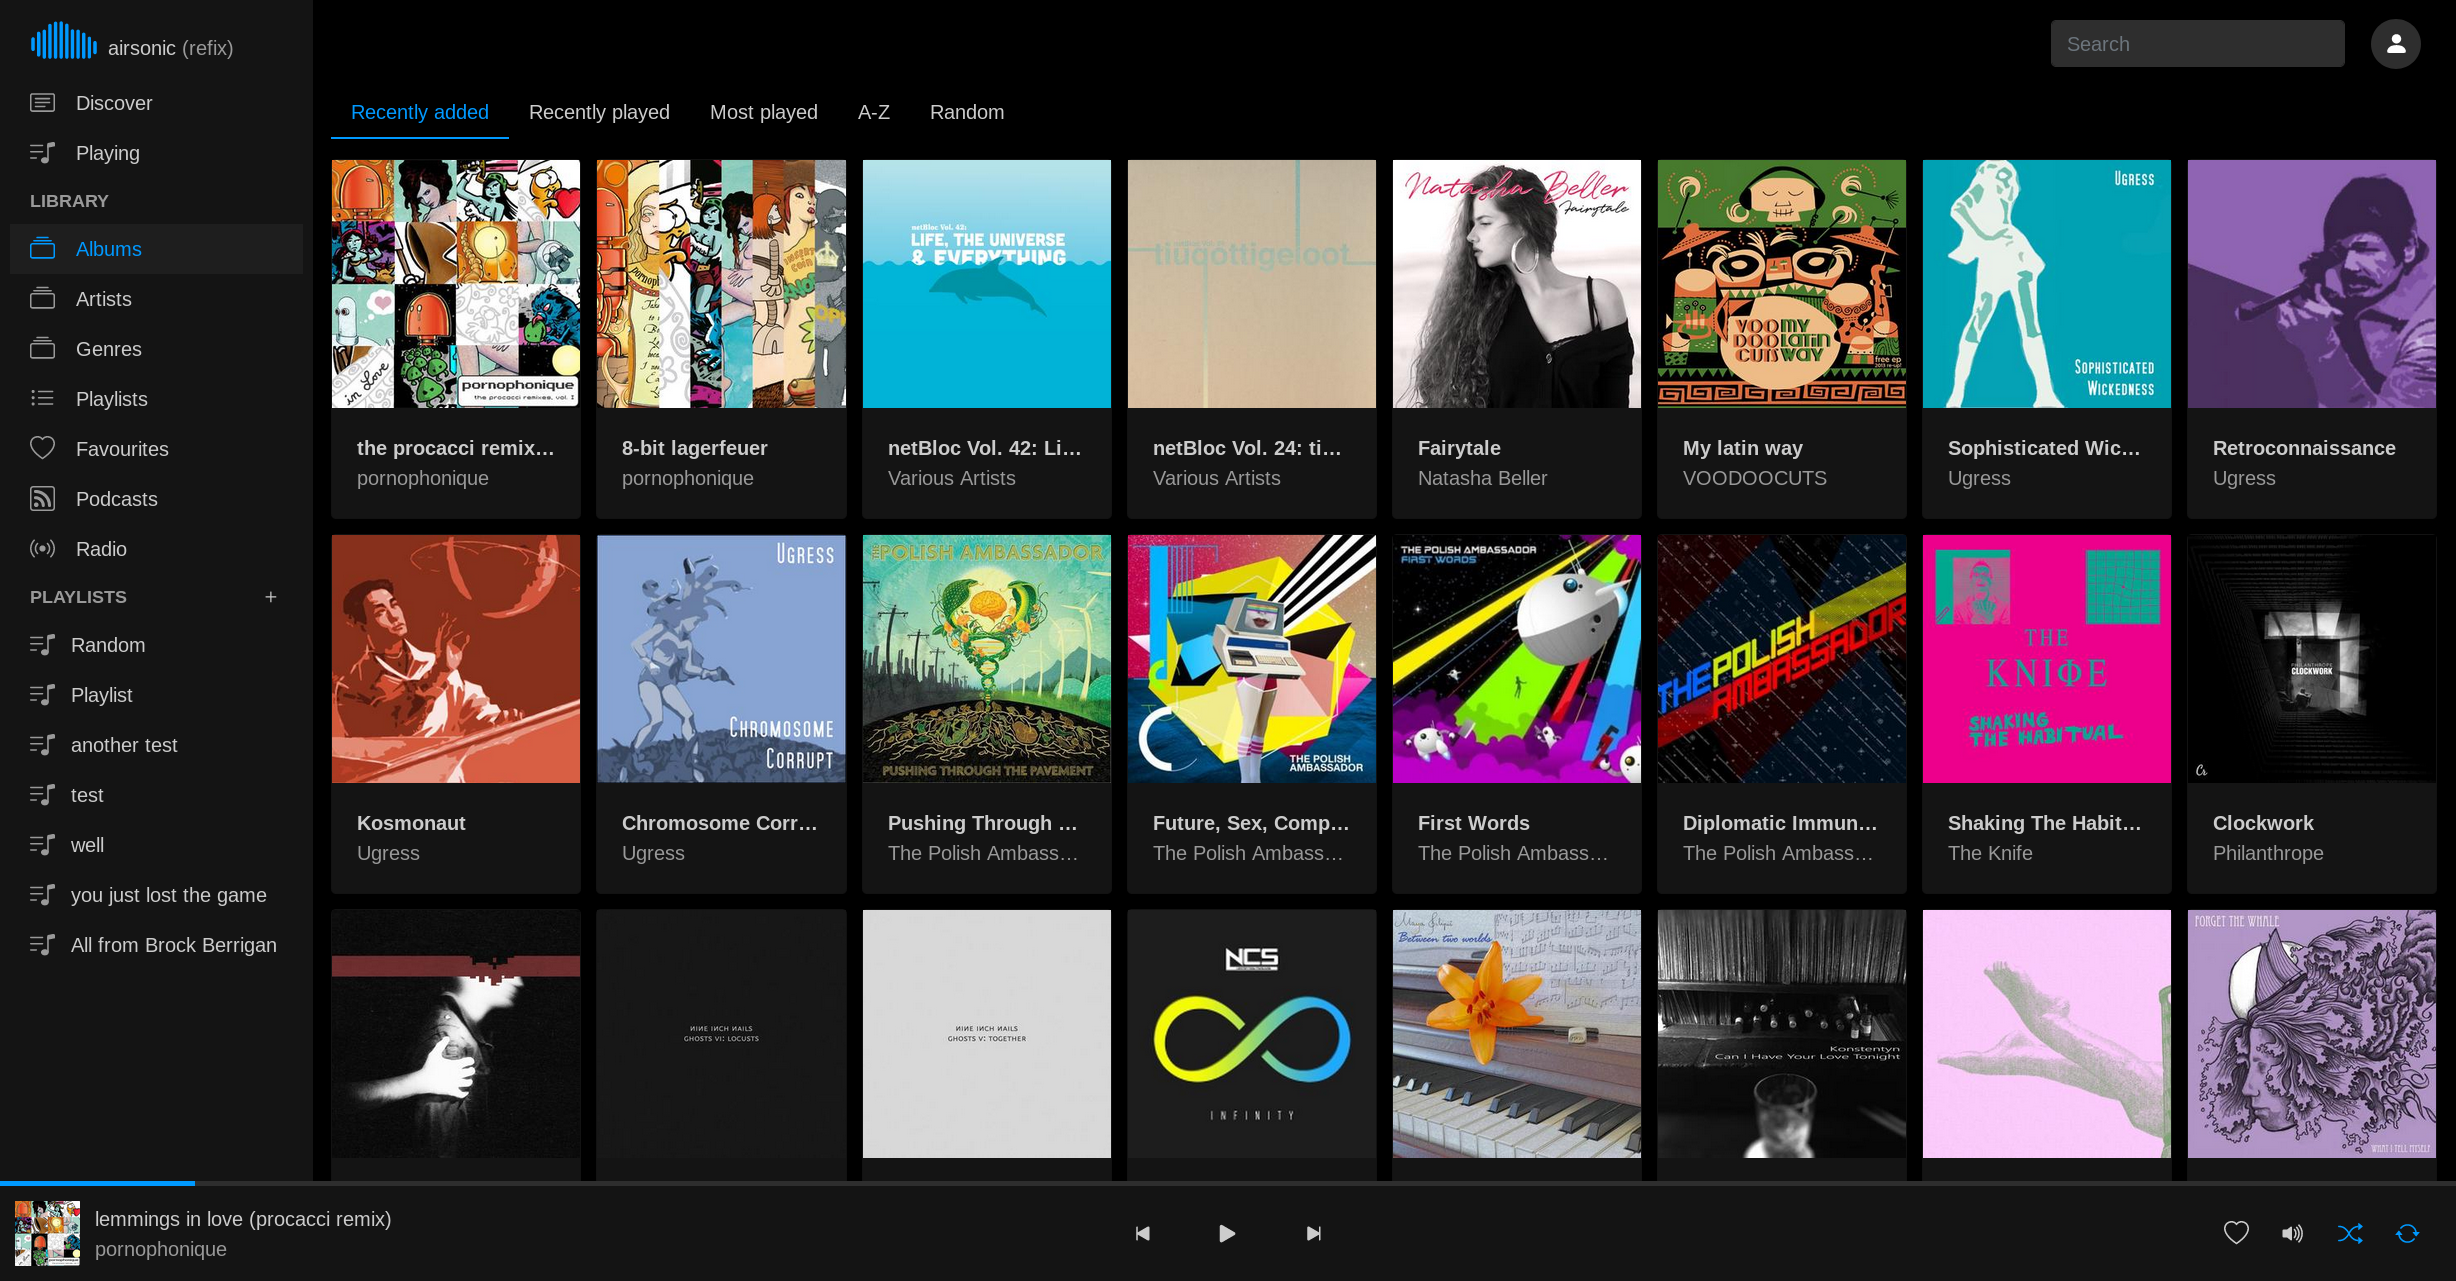 airsonic (refix)
Search
Discover
Playing
LIBRARY
Albums
Artists
Genres
Playlists
Favourites
Podcasts
Radio
PLAYLISTS +
Random
Playlist
another test
test
well
you just lost the game
All from Brock Berrigan
Recently added
Recently played
Most played
A-Z
Random
in Love
pornophonique
the procacci remixes, vol. I
the procacci remix…
pornophonique
8-bit lagerfeuer
pornophonique
netBloc Vol. 42:
LIFE, THE UNIVERSE
& EVERYTHING
netBloc Vol. 42: Li…
Various Artists
tiuqottigeloot
netBloc Vol. 24: ti…
Various Artists
Natasha Beller
Fairytale
Fairytale
Natasha Beller
VOODOO CUTS
MY LATIN WAY
free ep
My latin way
VOODOOCUTS
UGRESS
SOPHISTICATED
WICKEDNESS
Sophisticated Wic…
Ugress
Retroconnaissance
Ugress
Kosmonaut
Ugress
UGRESS
CHROMOSOME
CORRUPT
Chromosome Corr…
Ugress
THE POLISH AMBASSADOR
PUSHING THROUGH THE PAVEMENT
Pushing Through …
The Polish Ambass…
THE POLISH
AMBASSADOR
Future, Sex, Comp…
The Polish Ambass…
THE POLISH AMBASSADOR
FIRST WORDS
First Words
The Polish Ambass…
THE POLISH
AMBASSADOR
Diplomatic Immun…
The Polish Ambass…
THE
KNIΦE
SHAKING
THE HABITUAL
Shaking The Habit…
The Knife
PHILANTHROPE
CLOCKWORK
Clockwork
Philanthrope
NINE INCH NAILS
GHOSTS VI: LOCUSTS
NINE INCH NAILS
GHOSTS V: TOGETHER
NCS
INFINITY
Between two worlds
Konstentyn
Can I Have Your Love Tonight
FORGET THE WHALE
WHAT I TELL MYSELF
lemmings in love (procacci remix)
pornophonique